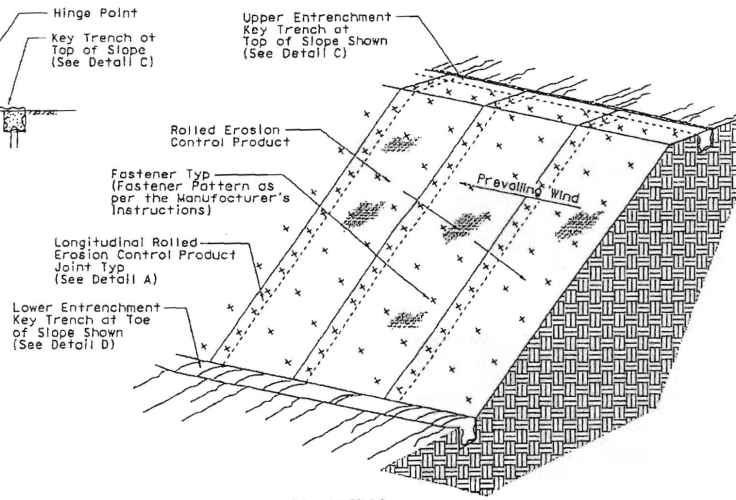 Hinge Point
Key Trench at
Top of Slope
(See Detail C)
Upper Entrenchment
Key Trench at
Top of Slope Shown
(See Detail C)
Rolled Erosion
Control Product
Fastener Typ
(Fastener Pattern as
per the Manufacturer's
Instructions)
Prevailing Wind
Longitudinal Rolled
Erosion Control Product
Joint Typ
(See Detail A)
Lower Entrenchment
Key Trench at Toe
of Slope Shown
(See Detail D)